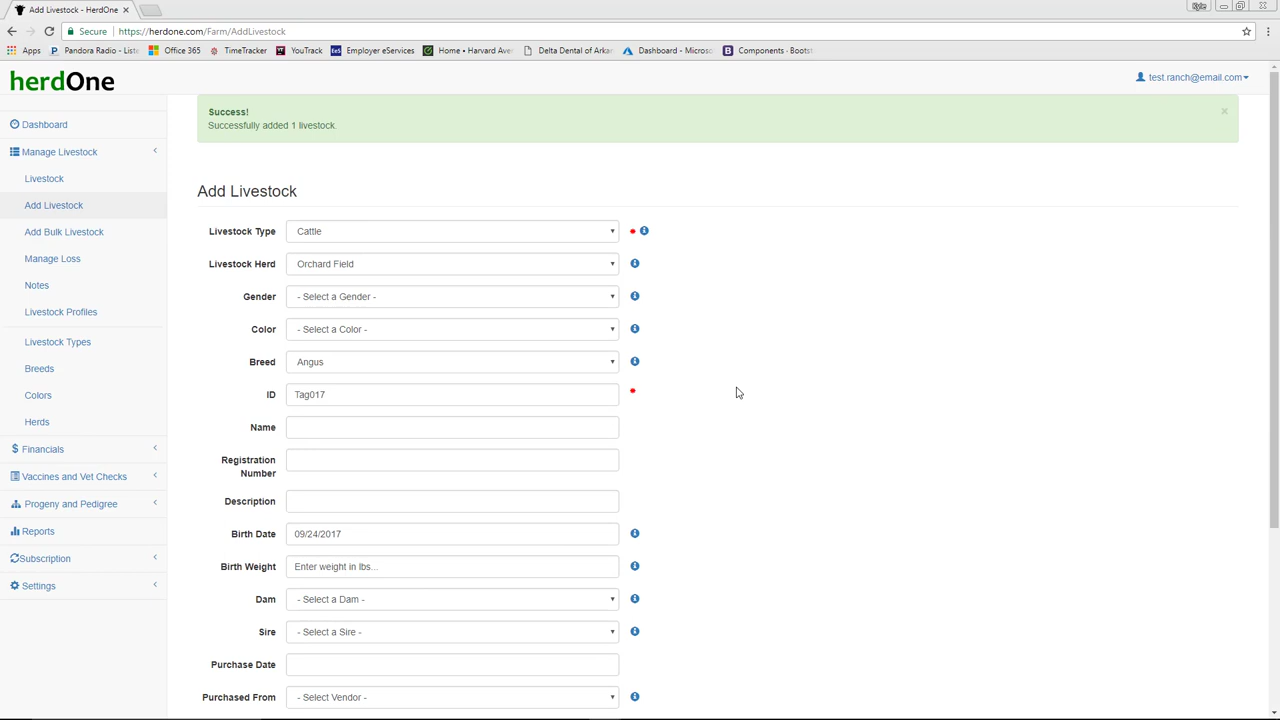 Add Livestock - HerdOne
Kyle
Secure https://herdone.com/Farm/AddLivestock
Apps Pandora Radio - Liste Office 365 TimeTracker YouTrack EeS Employer eServices Home • Harvard Ave Delta Dental of Arkan Dashboard - Microso B Components · Bootst
herdOne
test.ranch@email.com
Success!
Successfully added 1 livestock.
×
Dashboard
Manage Livestock
Livestock
Add Livestock
Add Bulk Livestock
Manage Loss
Notes
Livestock Profiles
Livestock Types
Breeds
Colors
Herds
Financials
Vaccines and Vet Checks
Progeny and Pedigree
Reports
Subscription
Settings
Add Livestock
Livestock Type Cattle
Livestock Herd Orchard Field
Gender - Select a Gender -
Color - Select a Color -
Breed Angus
ID Tag017
Name
Registration
Number
Description
Birth Date 09/24/2017
Birth Weight Enter weight in lbs...
Dam - Select a Dam -
Sire - Select a Sire -
Purchase Date
Purchased From - Select Vendor -